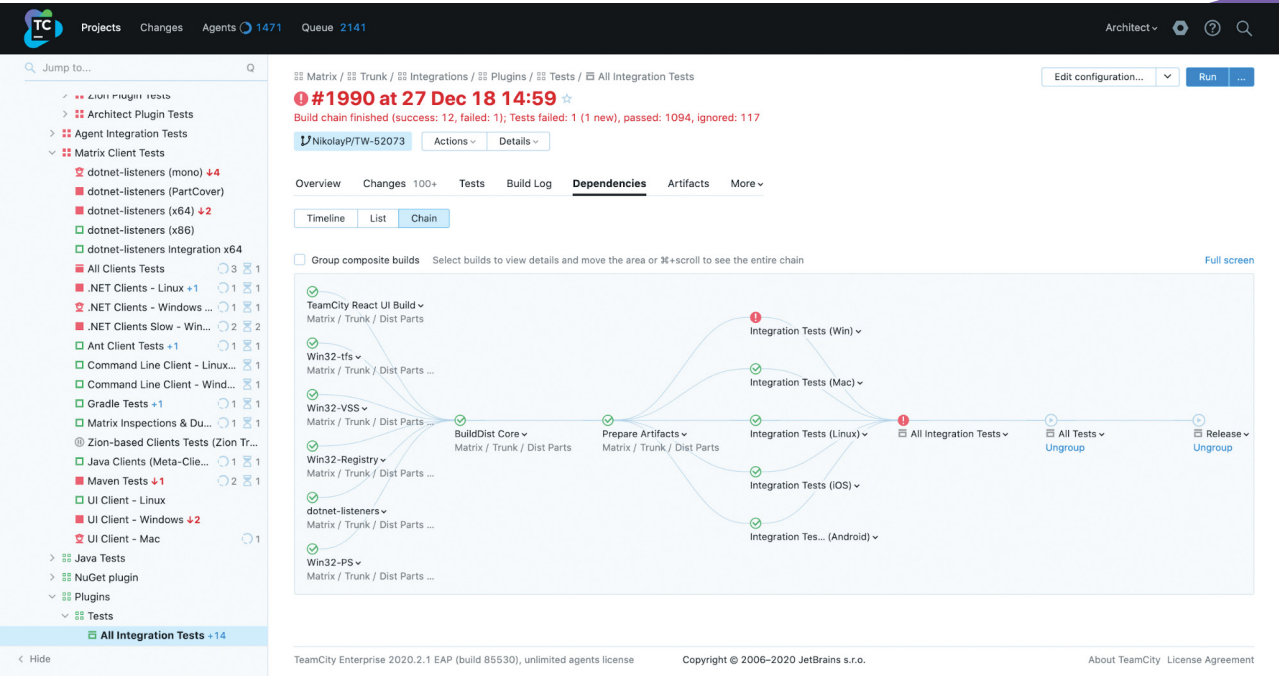 TC
Projects
Changes
Agents 1471
Queue 2141
Architect
Jump to...
Q
Zion Plugin Tests
Architect Plugin Tests
Agent Integration Tests
Matrix Client Tests
dotnet-listeners (mono) ↓4
dotnet-listeners (PartCover)
dotnet-listeners (x64) ↓2
dotnet-listeners (x86)
dotnet-listeners Integration x64
All Clients Tests 3 1
.NET Clients - Linux +1 1 1
.NET Clients - Windows ... 1 1
.NET Clients Slow - Win... 2 2
Ant Client Tests +1 1 1
Command Line Client - Linux... 1
Command Line Client - Wind... 1
Gradle Tests +1 1 1
Matrix Inspections & Du... 1 1
Zion-based Clients Tests (Zion Tr...
Java Clients (Meta-Clie... 1 1
Maven Tests ↓1 2 1
UI Client - Linux
UI Client - Windows ↓2
UI Client - Mac 1
Java Tests
NuGet plugin
Plugins
Tests
All Integration Tests +14
Hide
Matrix / Trunk / Integrations / Plugins / Tests / All Integration Tests
Edit configuration...
Run
...
#1990 at 27 Dec 18 14:59
Build chain finished (success: 12, failed: 1); Tests failed: 1 (1 new), passed: 1094, ignored: 117
NikolayP/TW-52073
Actions
Details
Overview
Changes 100+
Tests
Build Log
Dependencies
Artifacts
More
Timeline
List
Chain
Group composite builds
Select builds to view details and move the area or ⌘+scroll to see the entire chain
Full screen
TeamCity React UI Build
Matrix / Trunk / Dist Parts
Win32-tfs
Matrix / Trunk / Dist Parts ...
Win32-VSS
Matrix / Trunk / Dist Parts ...
Win32-Registry
Matrix / Trunk / Dist Parts ...
dotnet-listeners
Matrix / Trunk / Dist Parts ...
Win32-PS
Matrix / Trunk / Dist Parts ...
BuildDist Core
Matrix / Trunk / Dist Parts
Prepare Artifacts
Matrix / Trunk / Dist Parts
Integration Tests (Win)
Integration Tests (Mac)
Integration Tests (Linux)
Integration Tests (iOS)
Integration Tes... (Android)
All Integration Tests
All Tests
Ungroup
Release
Ungroup
TeamCity Enterprise 2020.2.1 EAP (build 85530), unlimited agents license
Copyright © 2006–2020 JetBrains s.r.o.
About TeamCity
License Agreement